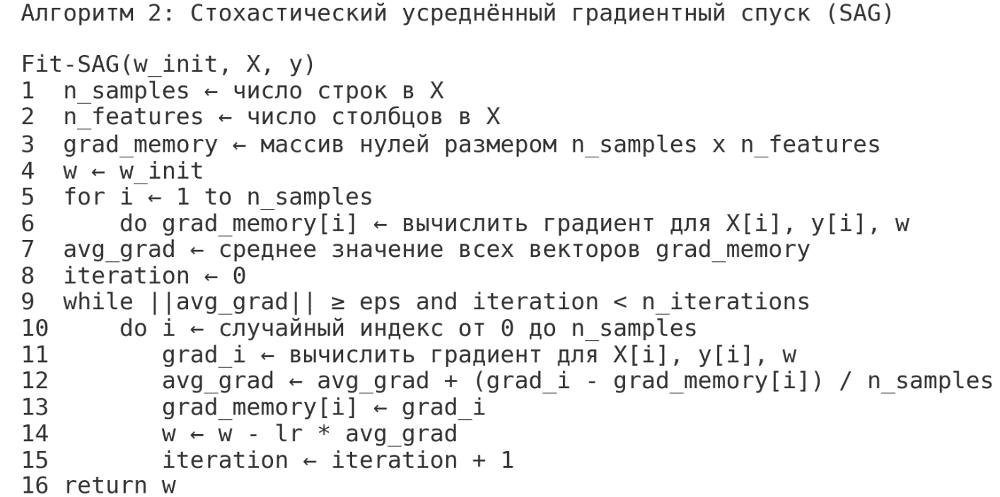 Алгоритм 2: Стохастический усреднённый градиентный спуск (SAG)
Fit-SAG(w_init, X, y)
1  n_samples ← число строк в X
2  n_features ← число столбцов в X
3  grad_memory ← массив нулей размером n_samples x n_features
4  w ← w_init
5  for i ← 1 to n_samples
6      do grad_memory[i] ← вычислить градиент для X[i], y[i], w
7  avg_grad ← среднее значение всех векторов grad_memory
8  iteration ← 0
9  while ||avg_grad|| ≥ eps and iteration < n_iterations
10     do i ← случайный индекс от 0 до n_samples
11        grad_i ← вычислить градиент для X[i], y[i], w
12        avg_grad ← avg_grad + (grad_i - grad_memory[i]) / n_samples
13        grad_memory[i] ← grad_i
14        w ← w - lr * avg_grad
15        iteration ← iteration + 1
16 return w